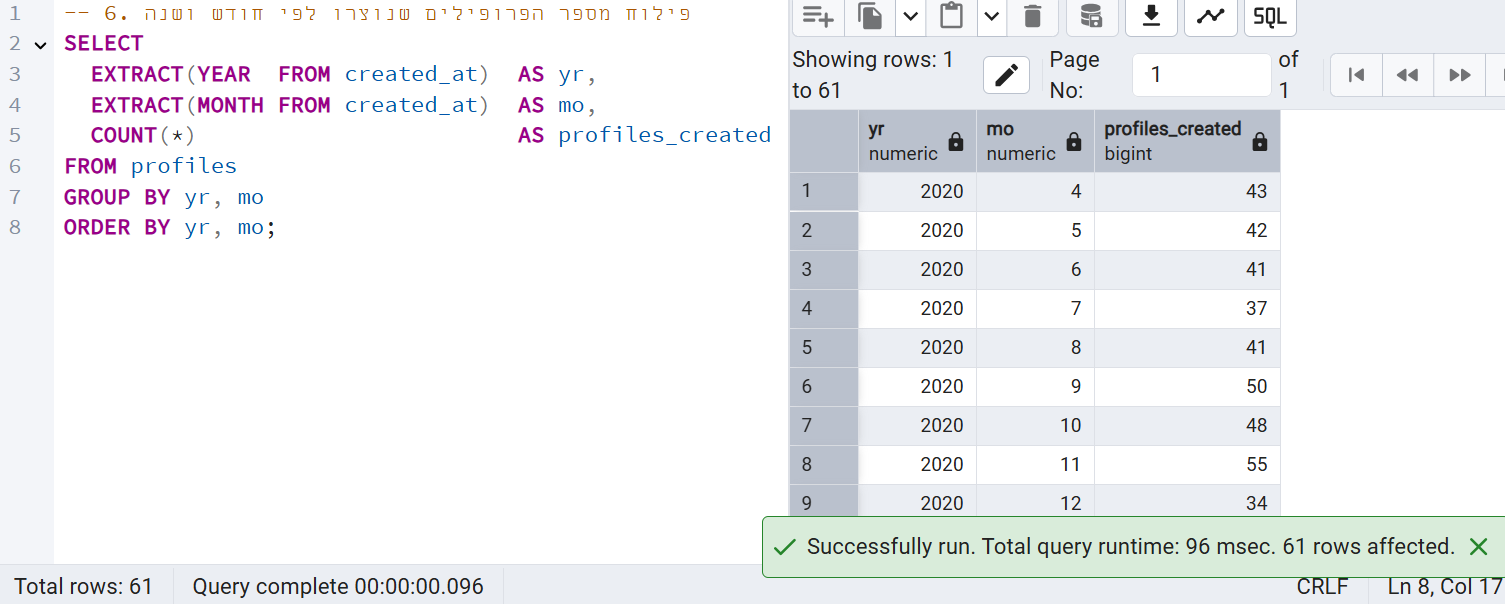 1 -- 6. פילוח מספר הפרופילים שנוצרו לפי חודש ושנה
2 SELECT
3 EXTRACT(YEAR FROM created_at) AS yr,
4 EXTRACT(MONTH FROM created_at) AS mo,
5 COUNT(*) AS profiles_created
6 FROM profiles
7 GROUP BY yr, mo
8 ORDER BY yr, mo;
SQL
Showing rows: 1
to 61
Page
No:
1
of
1
yr mo profiles_created
numeric numeric bigint
1 2020 4 43
2 2020 5 42
3 2020 6 41
4 2020 7 37
5 2020 8 41
6 2020 9 50
7 2020 10 48
8 2020 11 55
9 2020 12 34
Successfully run. Total query runtime: 96 msec. 61 rows affected.
Total rows: 61 Query complete 00:00:00.096 CRLF Ln 8, Col 17